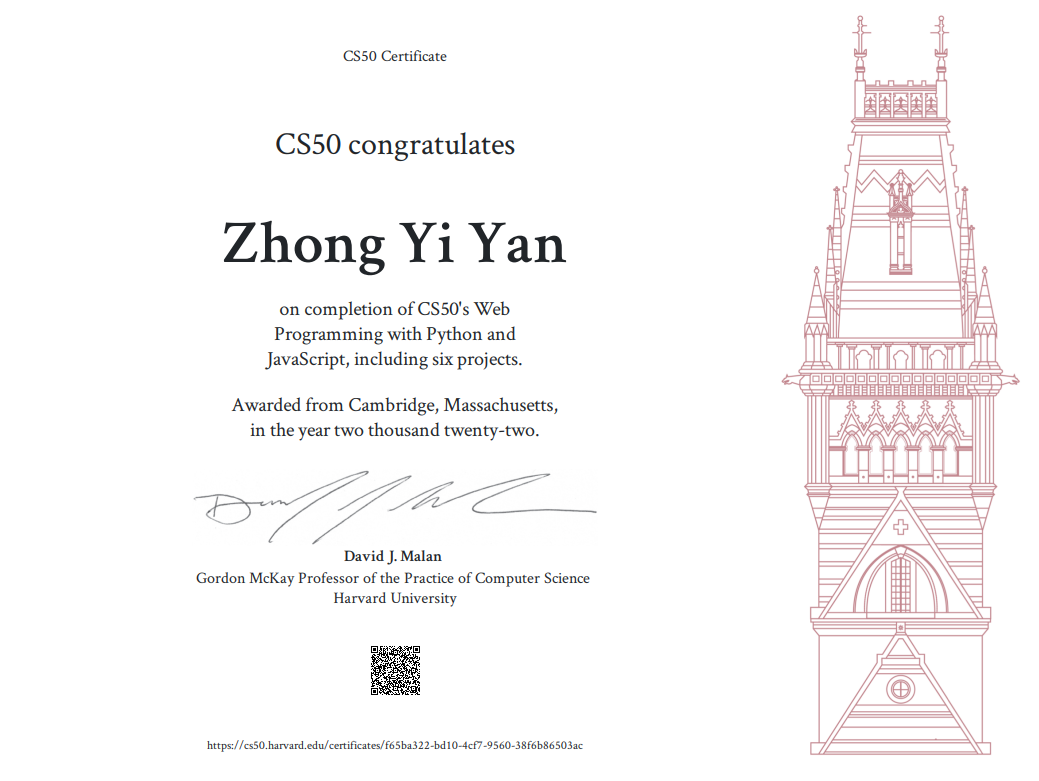 CS50 Certificate
CS50 congratulates
Zhong Yi Yan
on completion of CS50's Web
Programming with Python and
JavaScript, including six projects.
Awarded from Cambridge, Massachusetts,
in the year two thousand twenty-two.
David J. Malan
Gordon McKay Professor of the Practice of Computer Science
Harvard University
https://cs50.harvard.edu/certificates/f65ba322-bd10-4cf7-9560-38f6b86503ac